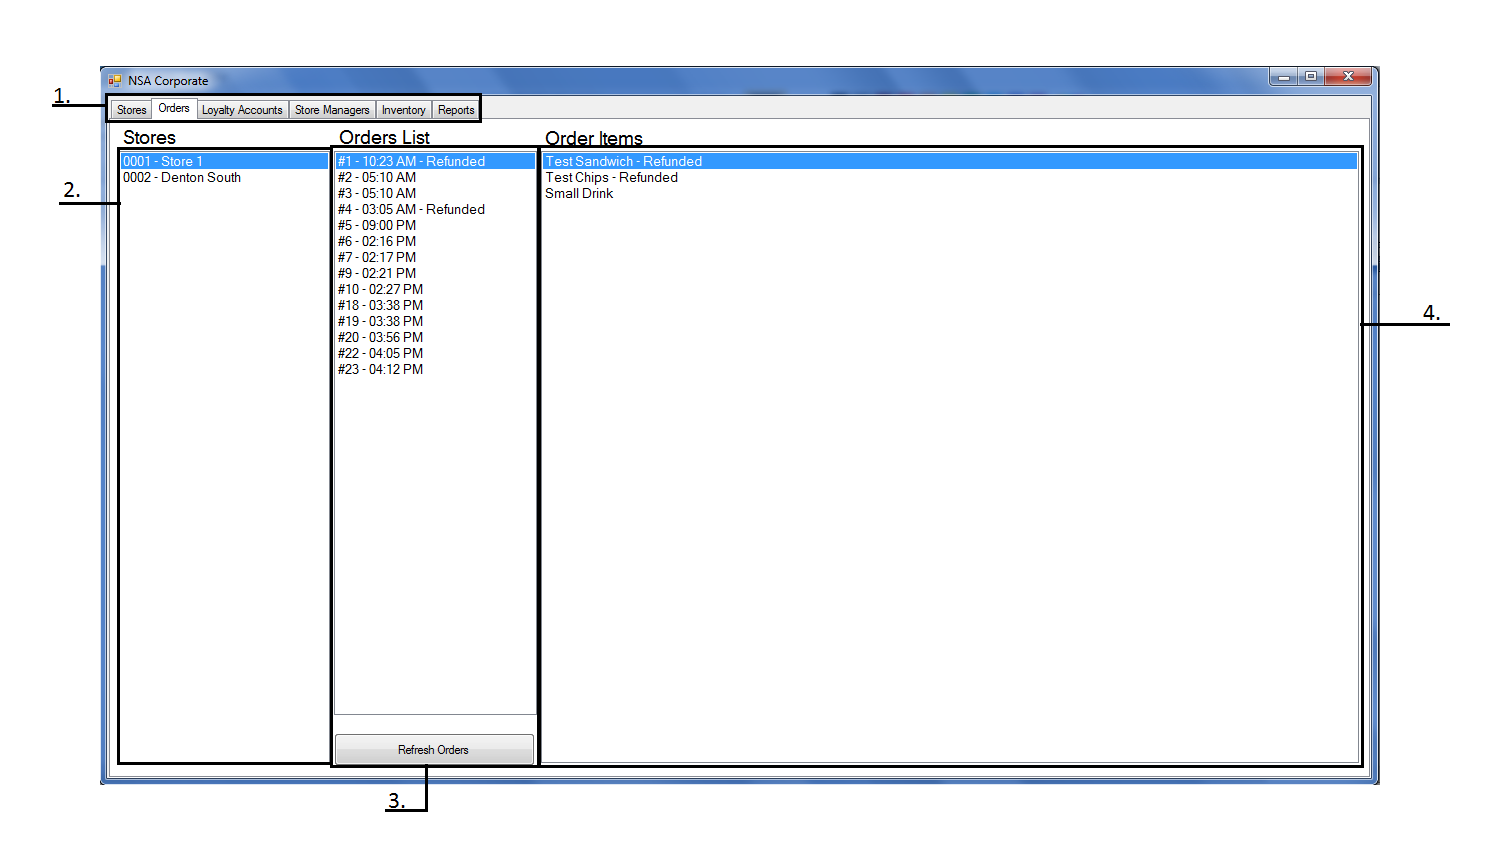 NSA Corporate
1.
Stores Orders Loyalty Accounts Store Managers Inventory Reports
Stores
0001 - Store 1
0002 - Denton South
2.
Orders List
#1 - 10:23 AM - Refunded
#2 - 05:10 AM
#3 - 05:10 AM
#4 - 03:05 AM - Refunded
#5 - 09:00 PM
#6 - 02:16 PM
#7 - 02:17 PM
#9 - 02:21 PM
#10 - 02:27 PM
#18 - 03:38 PM
#19 - 03:38 PM
#20 - 03:56 PM
#22 - 04:05 PM
#23 - 04:12 PM
Refresh Orders
3.
Order Items
Test Sandwich - Refunded
Test Chips - Refunded
Small Drink
4.